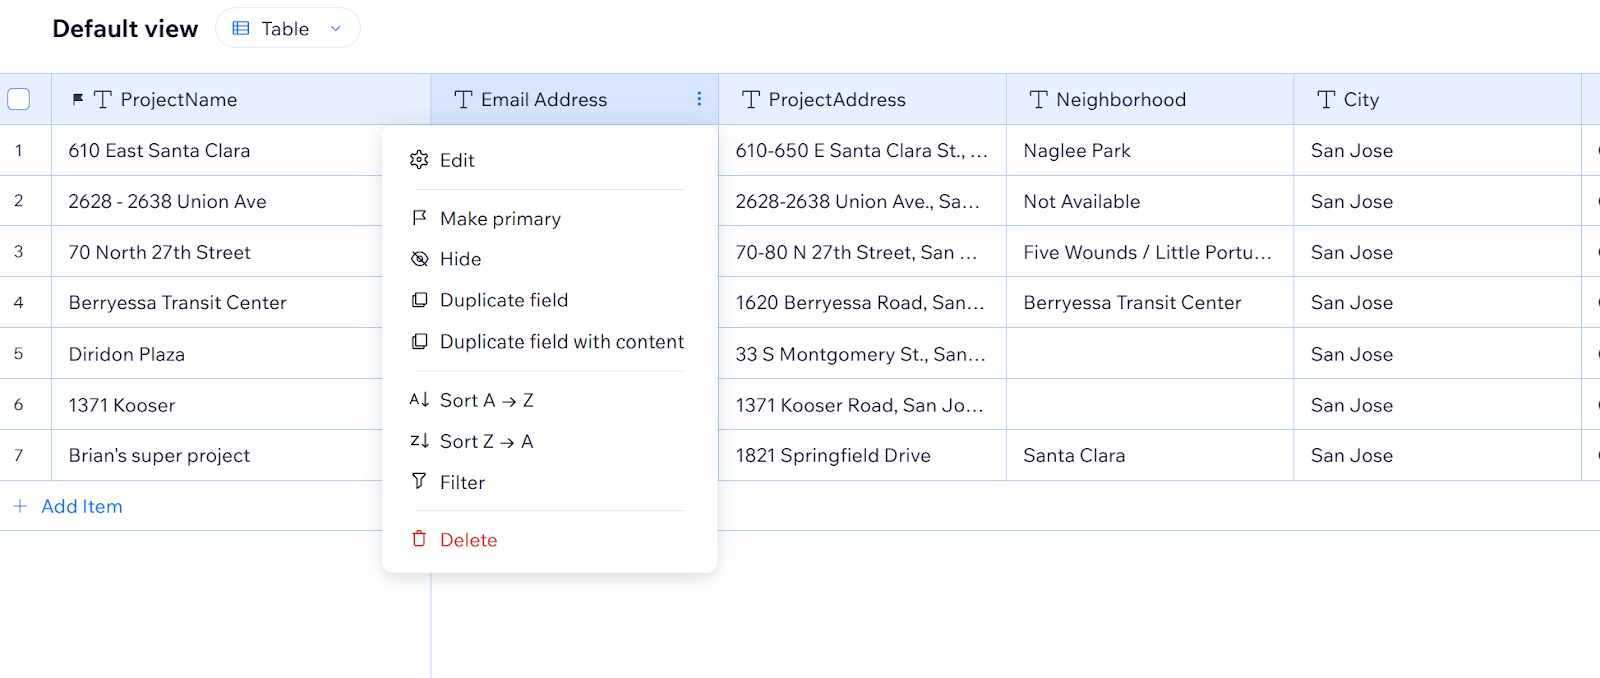 Default view Table
ProjectName Email Address ProjectAddress Neighborhood City
1 610 East Santa Clara 610-650 E Santa Clara St., ... Naglee Park San Jose
2 2628 - 2638 Union Ave 2628-2638 Union Ave., Sa... Not Available San Jose
3 70 North 27th Street 70-80 N 27th Street, San ... Five Wounds / Little Portu... San Jose
4 Berryessa Transit Center 1620 Berryessa Road, San... Berryessa Transit Center San Jose
5 Diridon Plaza 33 S Montgomery St., San... San Jose
6 1371 Kooser 1371 Kooser Road, San Jo... San Jose
7 Brian's super project 1821 Springfield Drive Santa Clara San Jose
+ Add Item
Edit
Make primary
Hide
Duplicate field
Duplicate field with content
Sort A → Z
Sort Z → A
Filter
Delete